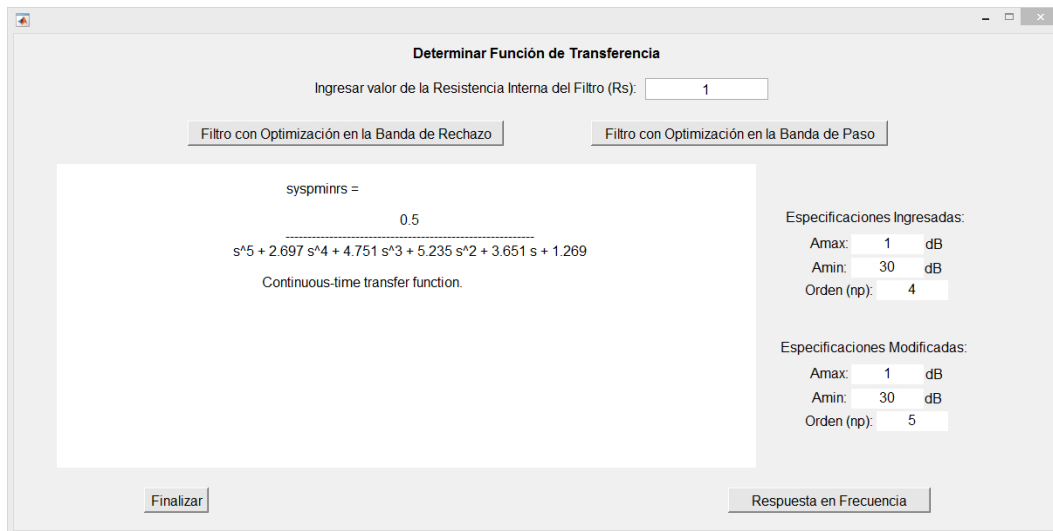 Determinar Función de Transferencia
Ingresar valor de la Resistencia Interna del Filtro (Rs): 1
Filtro con Optimización en la Banda de Rechazo
Filtro con Optimización en la Banda de Paso
syspminrs =
0.5
---------------------------------------------------------
s^5 + 2.697 s^4 + 4.751 s^3 + 5.235 s^2 + 3.651 s + 1.269
Continuous-time transfer function.
Especificaciones Ingresadas:
Amax: 1 dB
Amin: 30 dB
Orden (np): 4
Especificaciones Modificadas:
Amax: 1 dB
Amin: 30 dB
Orden (np): 5
Finalizar
Respuesta en Frecuencia